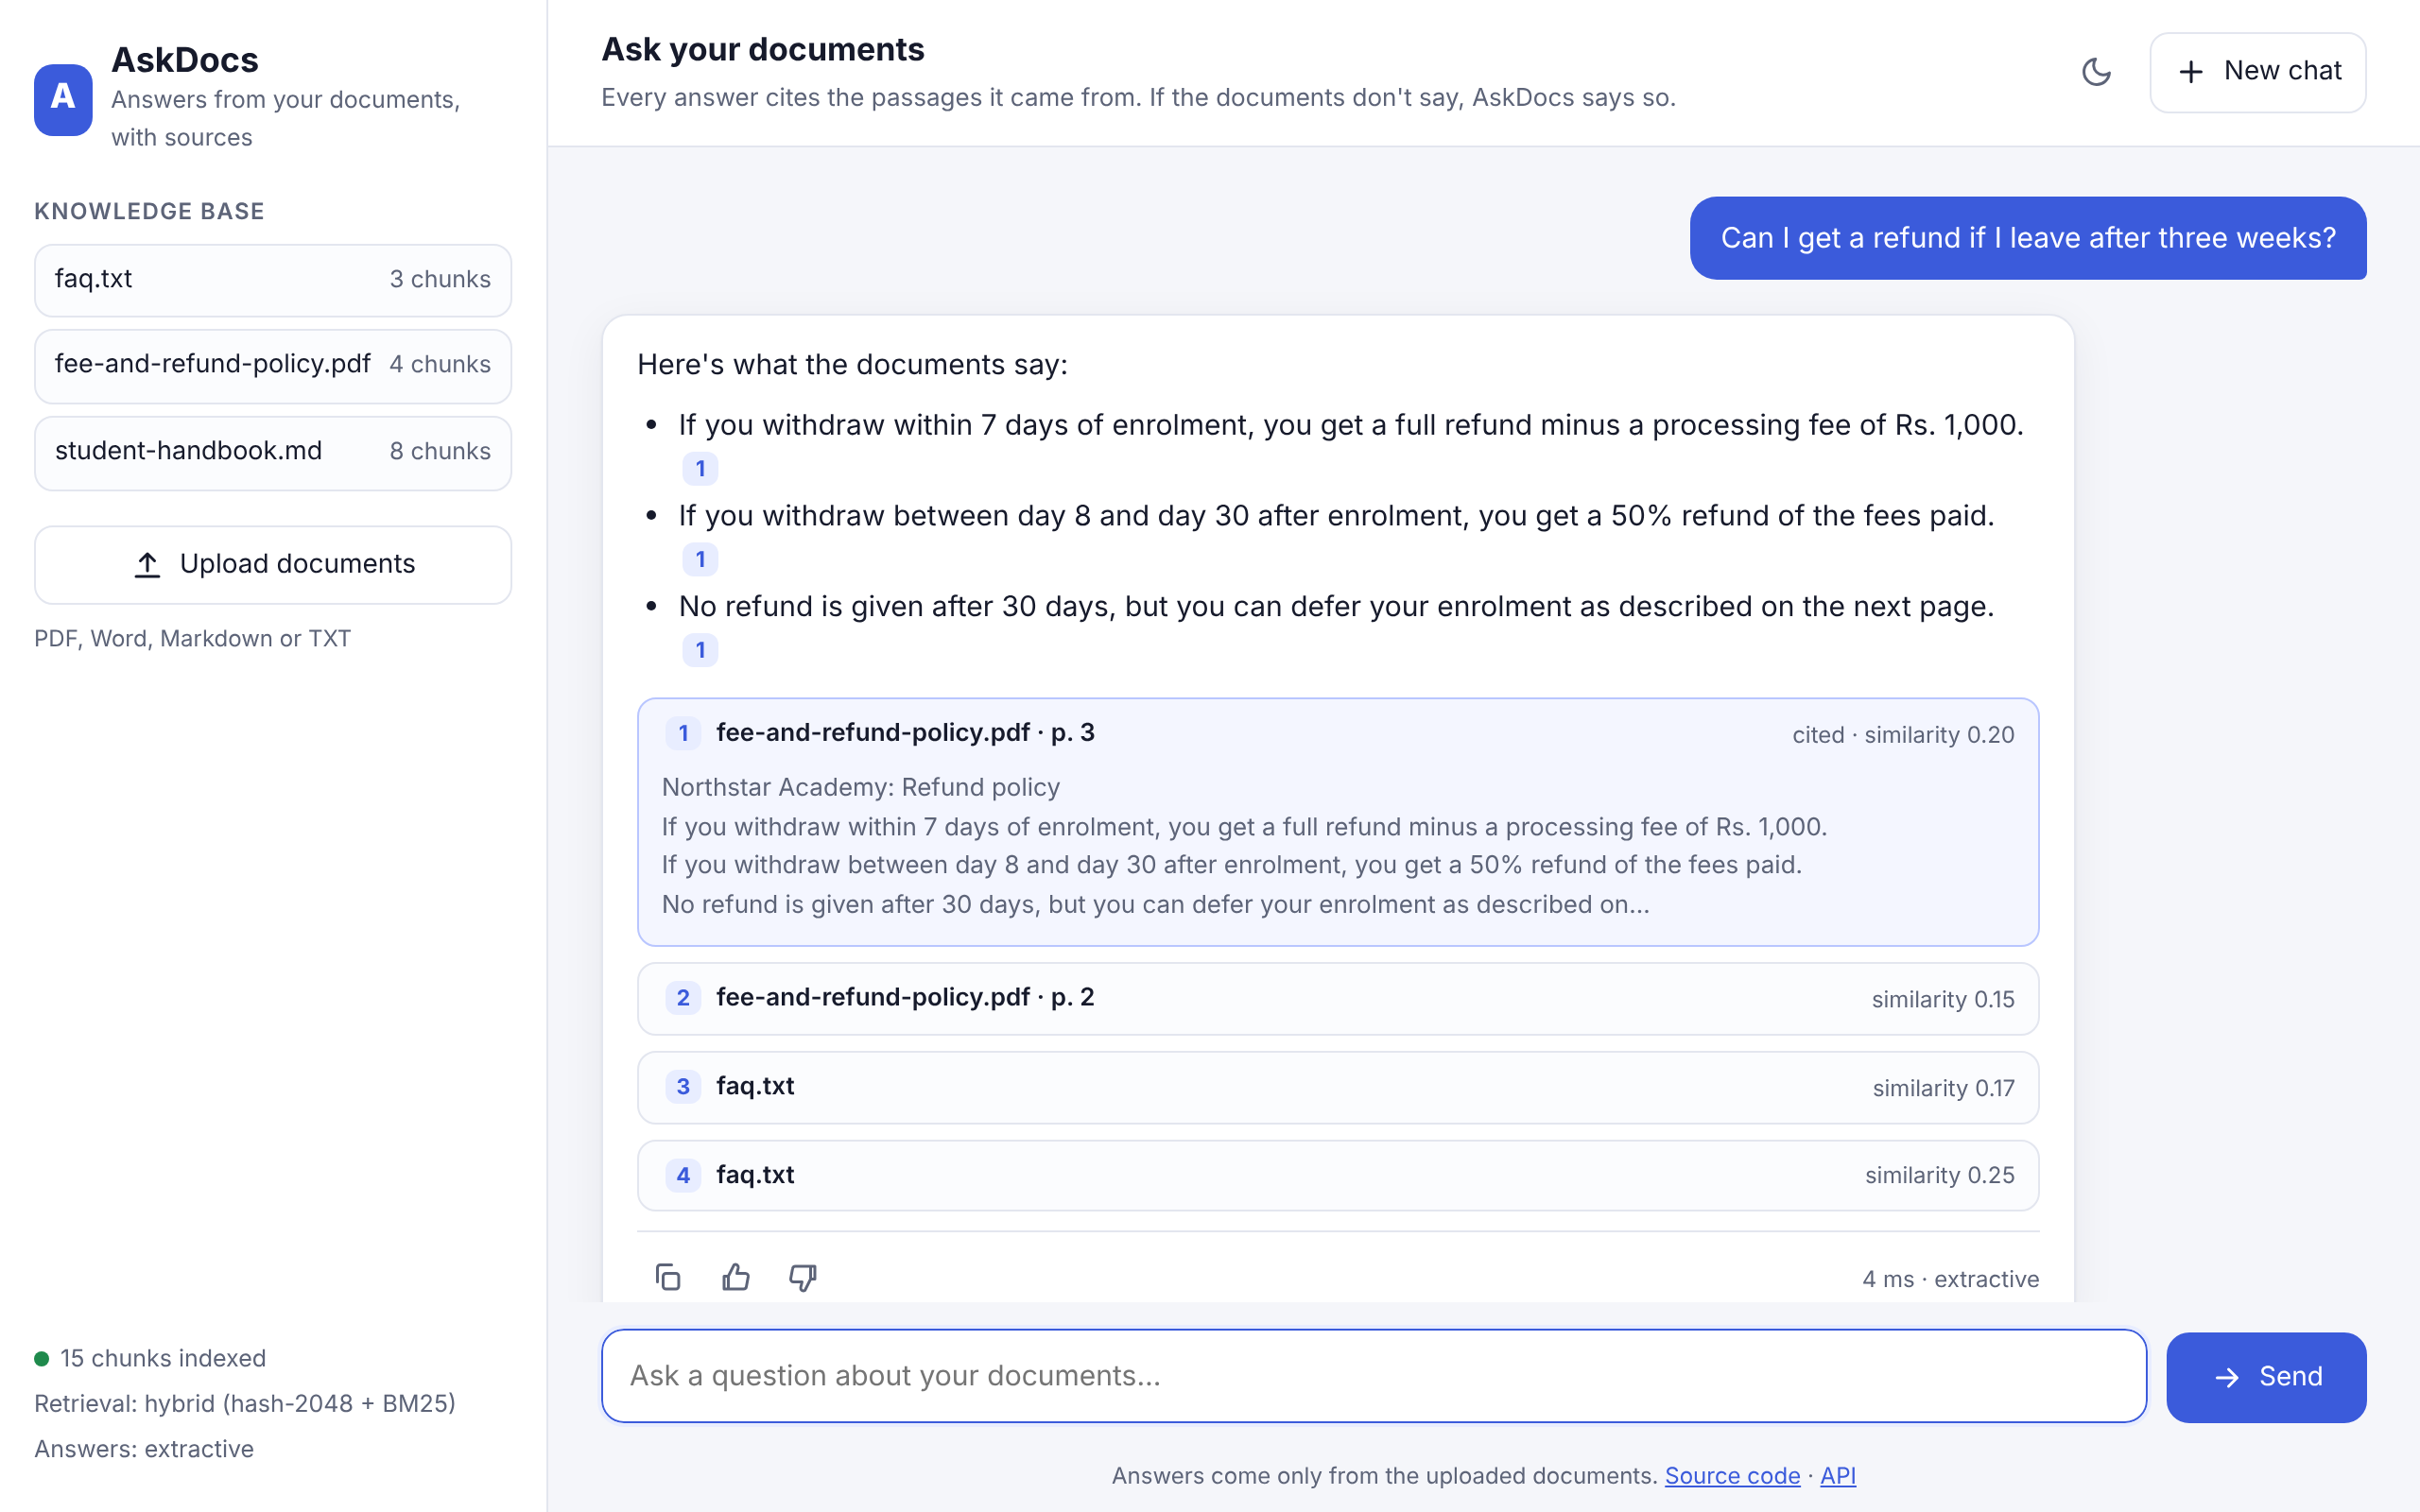 A
AskDocs
Answers from your documents,
with sources
KNOWLEDGE BASE
faq.txt 3 chunks
fee-and-refund-policy.pdf 4 chunks
student-handbook.md 8 chunks
Upload documents
PDF, Word, Markdown or TXT
15 chunks indexed
Retrieval: hybrid (hash-2048 + BM25)
Answers: extractive
Ask your documents
Every answer cites the passages it came from. If the documents don't say, AskDocs says so.
New chat
Can I get a refund if I leave after three weeks?
Here's what the documents say:
• If you withdraw within 7 days of enrolment, you get a full refund minus a processing fee of Rs. 1,000.
1
• If you withdraw between day 8 and day 30 after enrolment, you get a 50% refund of the fees paid.
1
• No refund is given after 30 days, but you can defer your enrolment as described on the next page.
1
1 fee-and-refund-policy.pdf · p. 3 cited · similarity 0.20
Northstar Academy: Refund policy
If you withdraw within 7 days of enrolment, you get a full refund minus a processing fee of Rs. 1,000.
If you withdraw between day 8 and day 30 after enrolment, you get a 50% refund of the fees paid.
No refund is given after 30 days, but you can defer your enrolment as described on...
2 fee-and-refund-policy.pdf · p. 2 similarity 0.15
3 faq.txt similarity 0.17
4 faq.txt similarity 0.25
4 ms · extractive
Ask a question about your documents...
Send
Answers come only from the uploaded documents. Source code · API